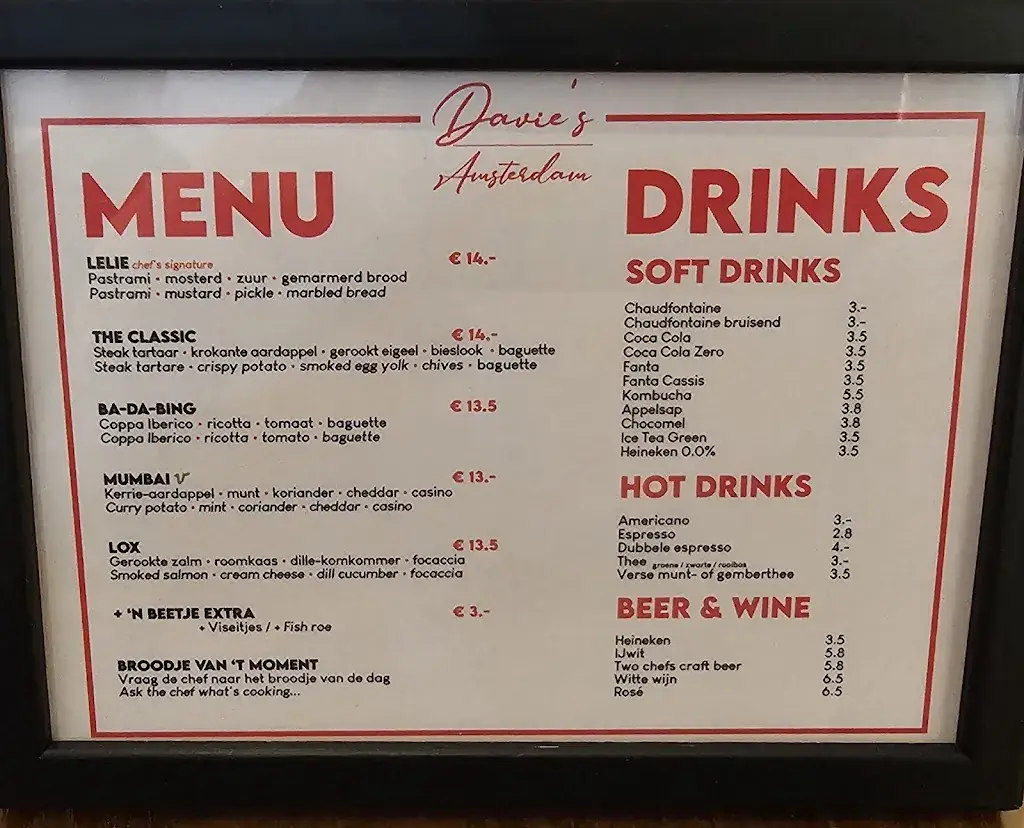 Davie's
Amsterdam
MENU
LELIE chef's signature € 14.-
Pastrami • mosterd • zuur • gemarmerd brood
Pastrami • mustard • pickle • marbled bread
THE CLASSIC € 14.-
Steak tartaar • krokante aardappel • gerookt eigeel • bieslook • baguette
Steak tartare • crispy potato • smoked egg yolk • chives • baguette
BA-DA-BING € 13.5
Coppa Iberico • ricotta • tomaat • baguette
Coppa Iberico • ricotta • tomato • baguette
MUMBAI V € 13.-
Kerrie-aardappel • munt • koriander • cheddar • casino
Curry potato • mint • coriander • cheddar • casino
LOX € 13.5
Gerookte zalm • roomkaas • dille-komkommer • focaccia
Smoked salmon • cream cheese • dill cucumber • focaccia
+ 'N BEETJE EXTRA € 3.-
+ Viseitjes / + Fish roe
BROODJE VAN 'T MOMENT
Vraag de chef naar het broodje van de dag
Ask the chef what's cooking...
DRINKS
SOFT DRINKS
Chaudfontaine 3.-
Chaudfontaine bruisend 3.-
Coca Cola 3.5
Coca Cola Zero 3.5
Fanta 3.5
Fanta Cassis 3.5
Kombucha 5.5
Appelsap 3.8
Chocomel 3.8
Ice Tea Green 3.5
Heineken 0.0% 3.5
HOT DRINKS
Americano 3.-
Espresso 2.8
Dubbele espresso 4.-
Thee groene / zwarte / rooibos 3.-
Verse munt- of gemberthee 3.5
BEER & WINE
Heineken 3.5
IJwit 5.8
Two chefs craft beer 5.8
Witte wijn 6.5
Rosé 6.5